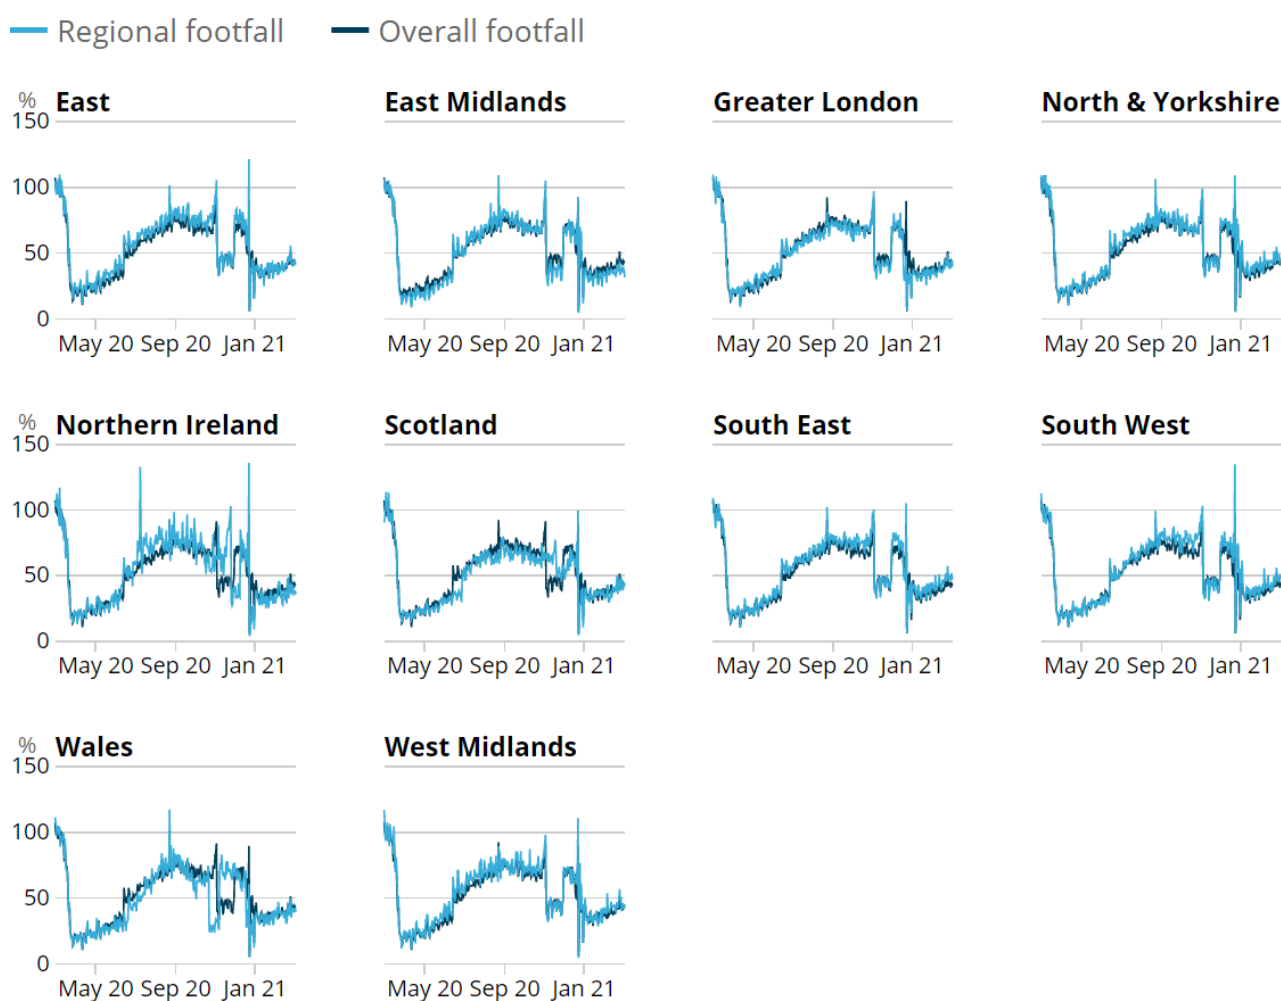 Regional footfall Overall footfall
% East East Midlands Greater London North & Yorkshire
150
100
50
0
May 20 Sep 20 Jan 21 May 20 Sep 20 Jan 21 May 20 Sep 20 Jan 21 May 20 Sep 20 Jan 21
% Northern Ireland Scotland South East South West
150
100
50
0
May 20 Sep 20 Jan 21 May 20 Sep 20 Jan 21 May 20 Sep 20 Jan 21 May 20 Sep 20 Jan 21
% Wales West Midlands
150
100
50
0
May 20 Sep 20 Jan 21 May 20 Sep 20 Jan 21